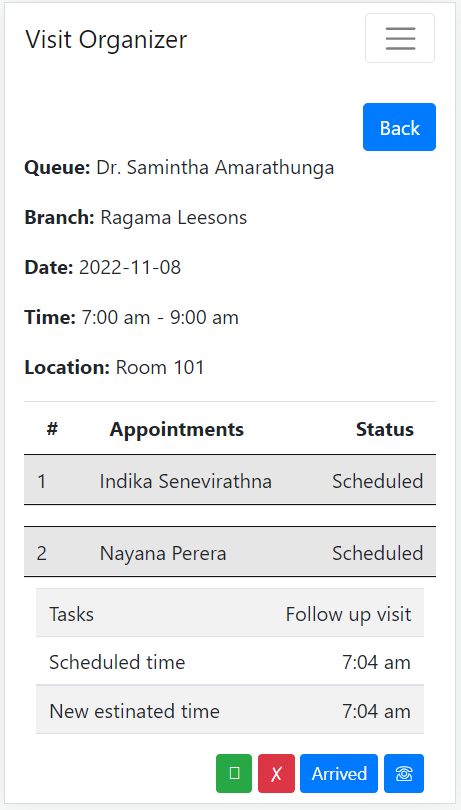 Visit Organizer
Back
Queue: Dr. Samintha Amarathunga
Branch: Ragama Leesons
Date: 2022-11-08
Time: 7:00 am - 9:00 am
Location: Room 101
# Appointments Status
1 Indika Senevirathna Scheduled
2 Nayana Perera Scheduled
Tasks Follow up visit
Scheduled time 7:04 am
New estinated time 7:04 am
Arrived